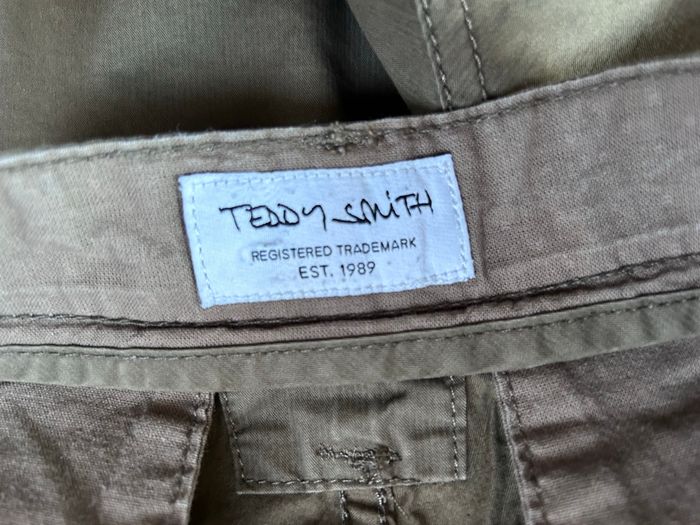 TEDDY SMITH
REGISTERED TRADEMARK
EST. 1989